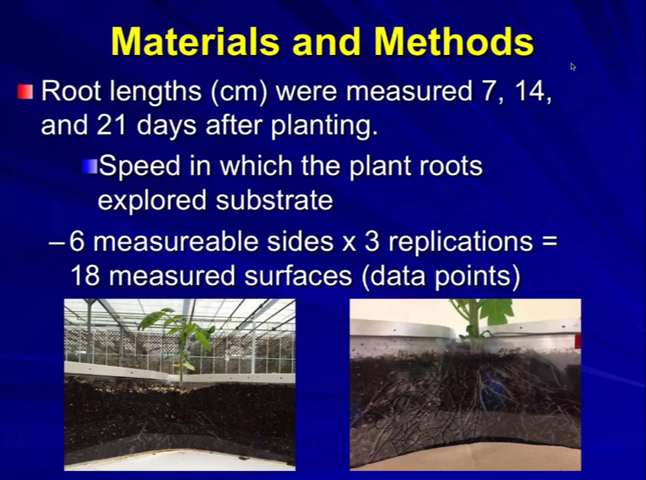 Materials and Methods
Root lengths (cm) were measured 7, 14,
and 21 days after planting.
Speed in which the plant roots
explored substrate
– 6 measureable sides x 3 replications =
18 measured surfaces (data points)